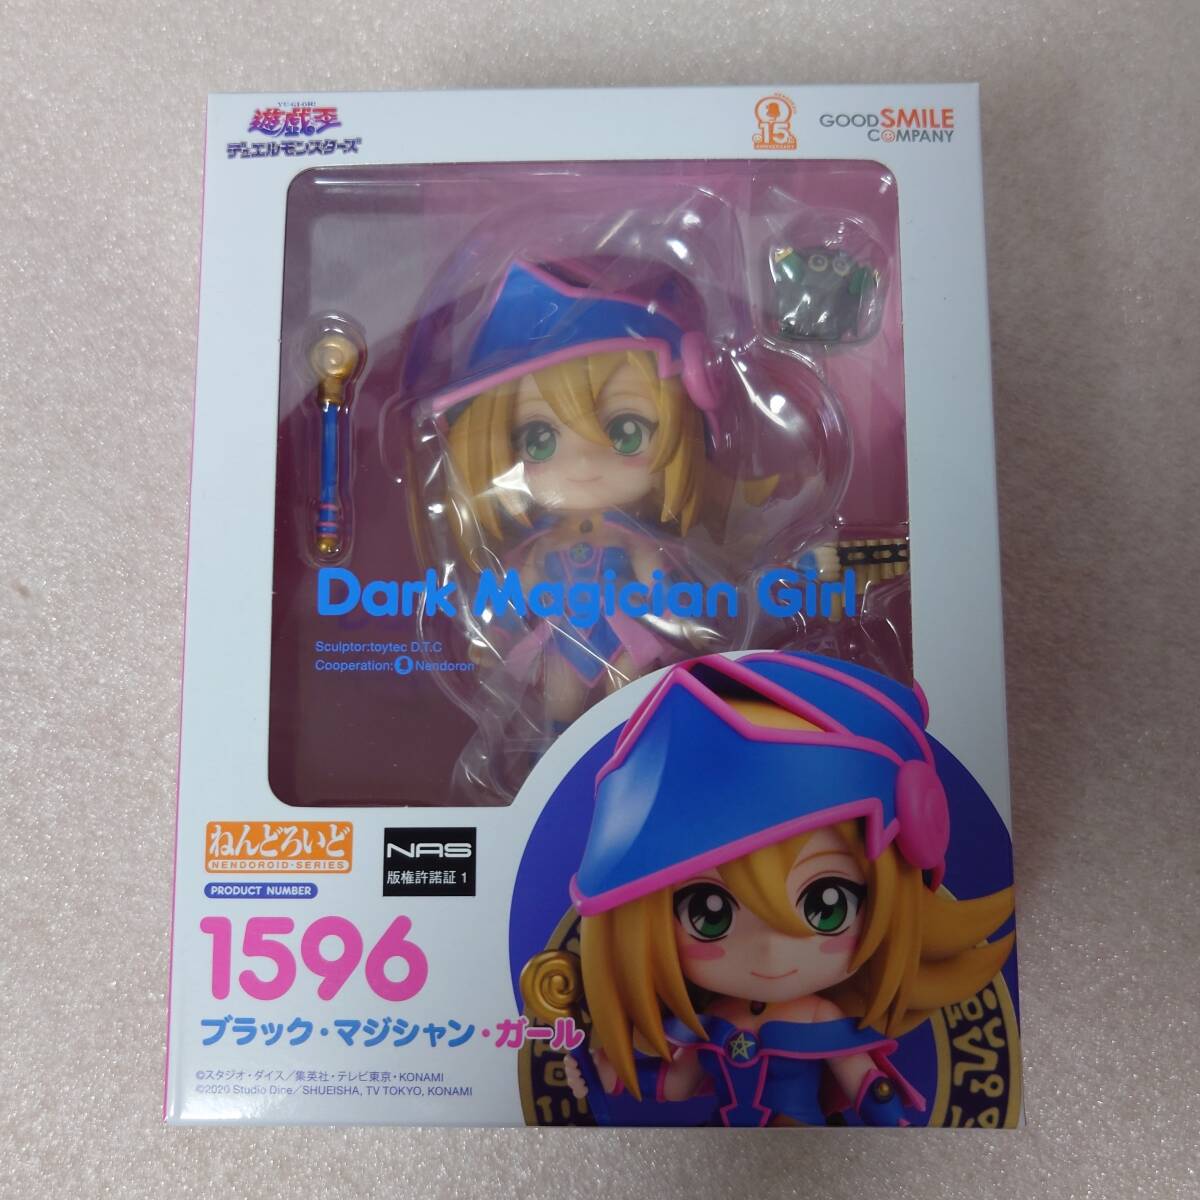 YU-GI-OH!
遊戯王
デュエルモンスターズ
15
ANNIVERSARY
GOOD SMILE
COMPANY
Dark Magician Girl
Sculptor:toytec D.T.C
Cooperation: Nendoron
ねんどろいど
NENDOROID-SERIES
NAS
版権許諾証 1
PRODUCT NUMBER
1596
ブラック・マジシャン・ガール
©スタジオ・ダイス/集英社・テレビ東京・KONAMI
©2020 Studio Dice/SHUEISHA, TV TOKYO, KONAMI